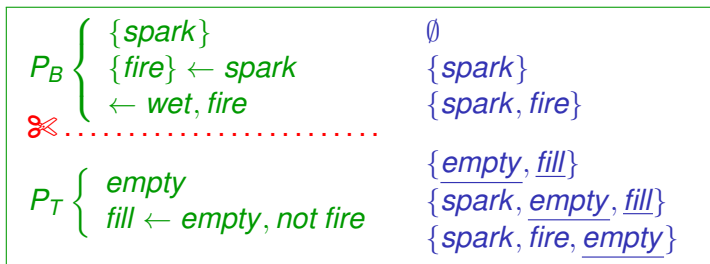 P_B { {spark} ∅
{fire} ← spark {spark}
← wet, fire {spark, fire}
✂ . . . . . . . . . . . . . . . . . . . . . . . . .
{empty, fill}
P_T { empty {spark, empty, fill}
fill ← empty, not fire {spark, fire, empty}